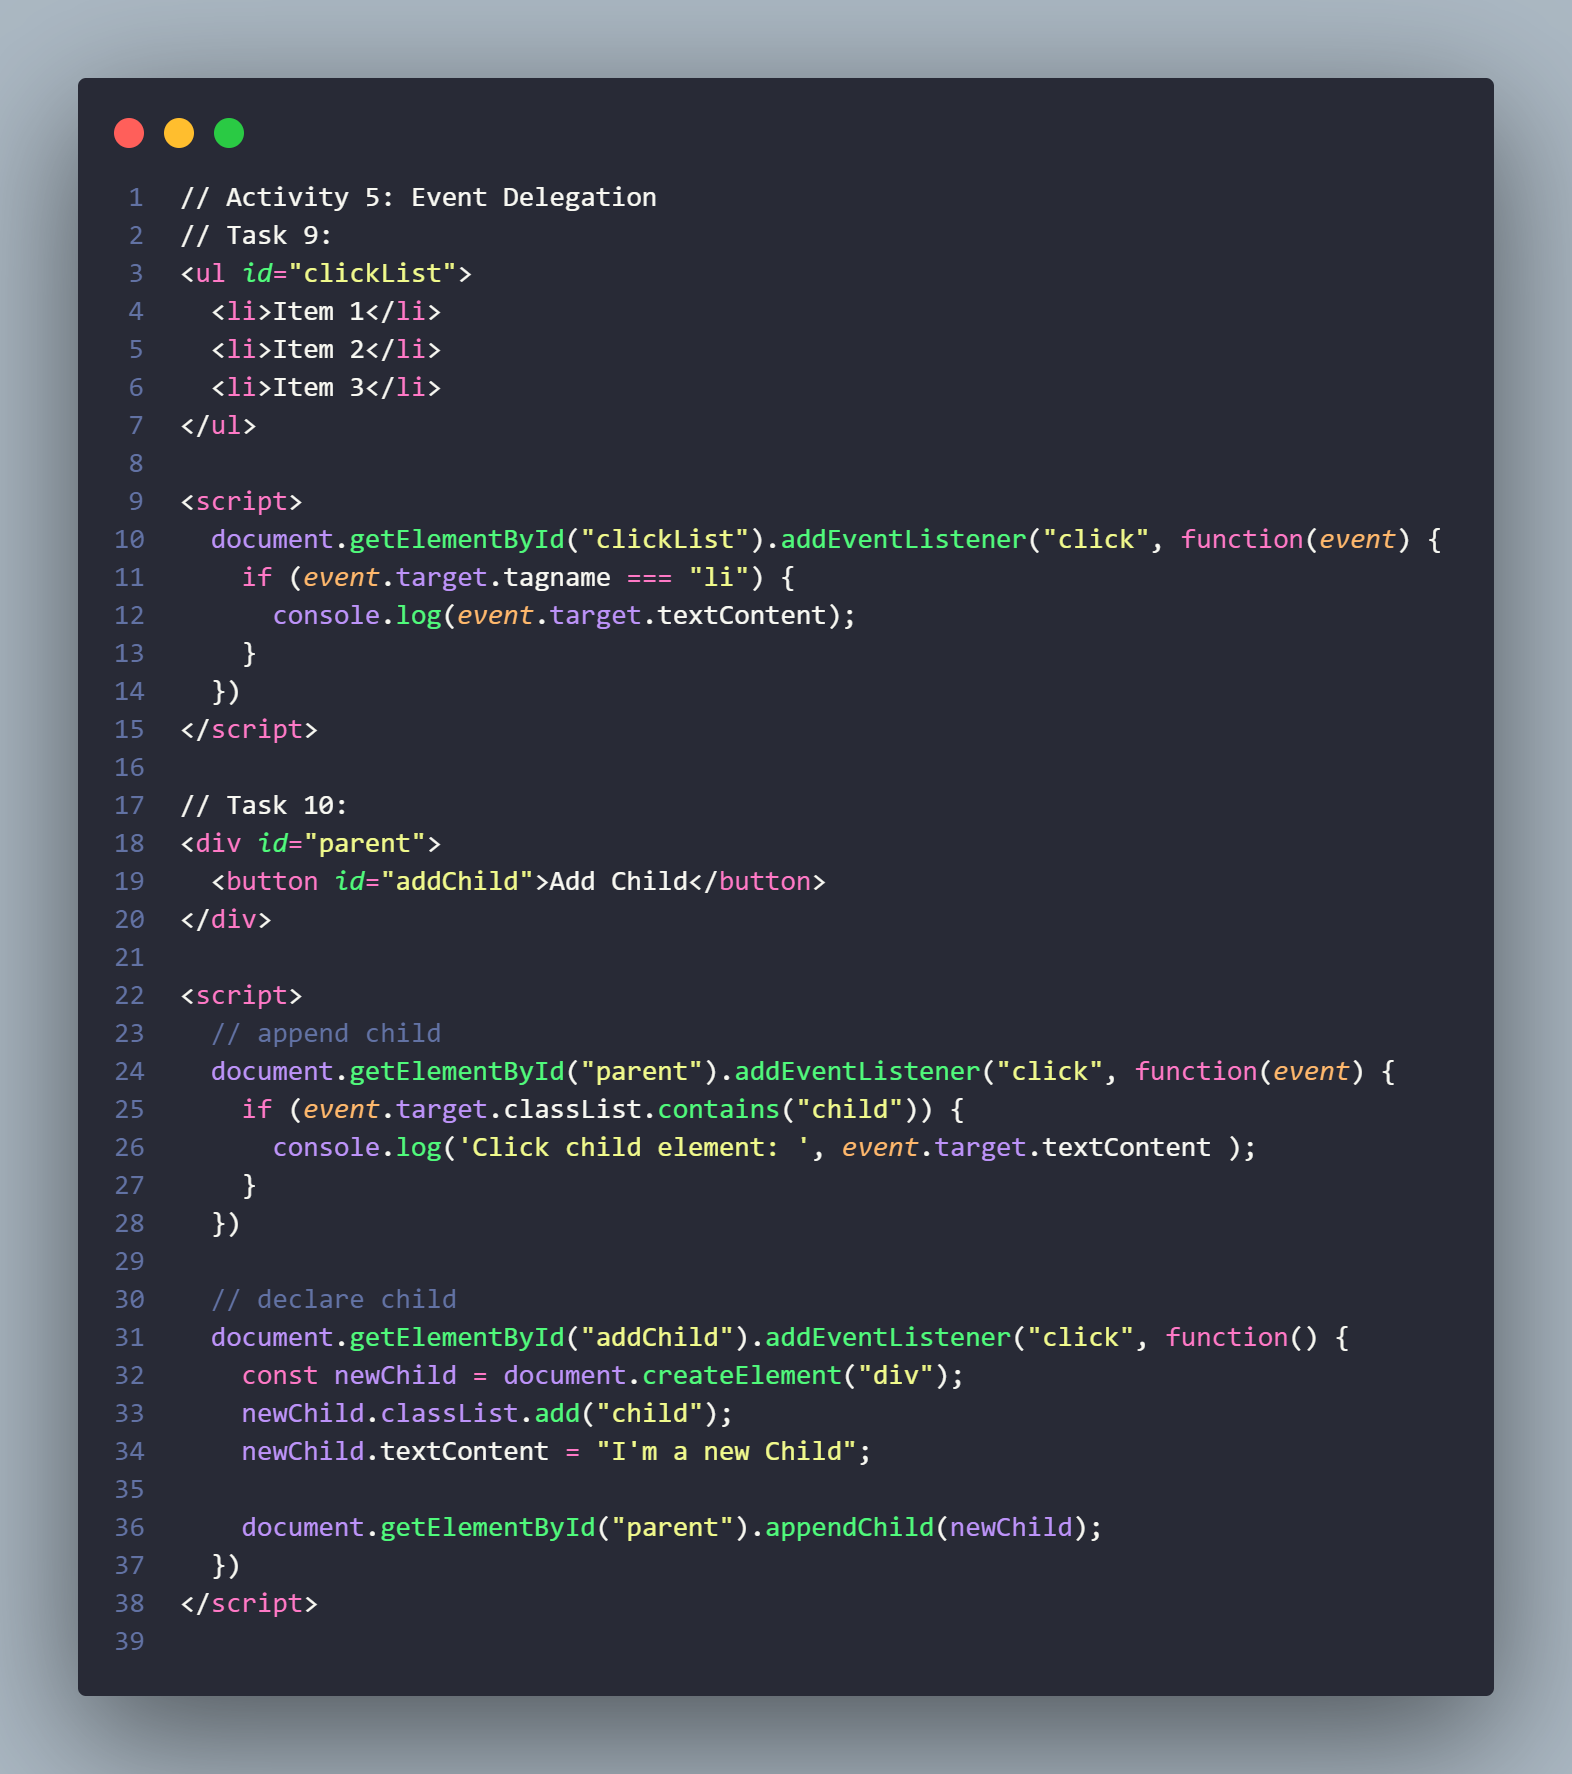 1 // Activity 5: Event Delegation
2 // Task 9:
3 <ul id="clickList">
4   <li>Item 1</li>
5   <li>Item 2</li>
6   <li>Item 3</li>
7 </ul>
8
9 <script>
10   document.getElementById("clickList").addEventListener("click", function(event) {
11     if (event.target.tagname === "li") {
12       console.log(event.target.textContent);
13     }
14   })
15 </script>
16
17 // Task 10:
18 <div id="parent">
19   <button id="addChild">Add Child</button>
20 </div>
21
22 <script>
23   // append child
24   document.getElementById("parent").addEventListener("click", function(event) {
25     if (event.target.classList.contains("child")) {
26       console.log('Click child element: ', event.target.textContent );
27     }
28   })
29
30   // declare child
31   document.getElementById("addChild").addEventListener("click", function() {
32     const newChild = document.createElement("div");
33     newChild.classList.add("child");
34     newChild.textContent = "I'm a new Child";
35
36     document.getElementById("parent").appendChild(newChild);
37   })
38 </script>
39